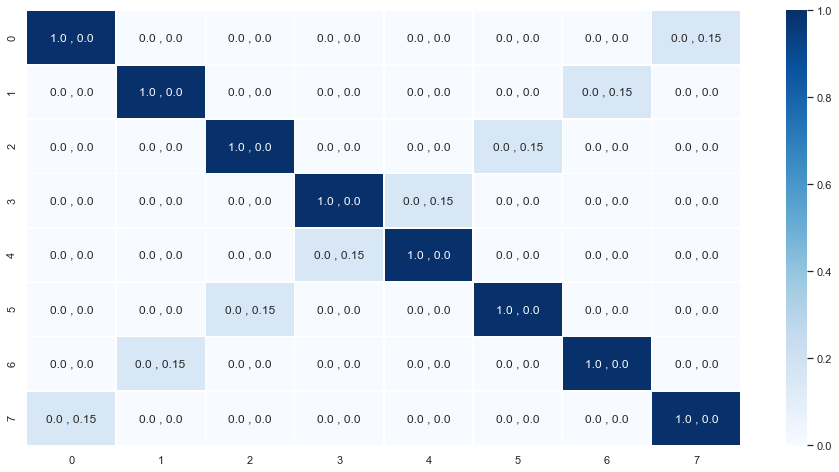 0 1.0 , 0.0 0.0 , 0.0 0.0 , 0.0 0.0 , 0.0 0.0 , 0.0 0.0 , 0.0 0.0 , 0.0 0.0 , 0.15
1 0.0 , 0.0 1.0 , 0.0 0.0 , 0.0 0.0 , 0.0 0.0 , 0.0 0.0 , 0.0 0.0 , 0.15 0.0 , 0.0
2 0.0 , 0.0 0.0 , 0.0 1.0 , 0.0 0.0 , 0.0 0.0 , 0.0 0.0 , 0.15 0.0 , 0.0 0.0 , 0.0
3 0.0 , 0.0 0.0 , 0.0 0.0 , 0.0 1.0 , 0.0 0.0 , 0.15 0.0 , 0.0 0.0 , 0.0 0.0 , 0.0
4 0.0 , 0.0 0.0 , 0.0 0.0 , 0.0 0.0 , 0.15 1.0 , 0.0 0.0 , 0.0 0.0 , 0.0 0.0 , 0.0
5 0.0 , 0.0 0.0 , 0.0 0.0 , 0.15 0.0 , 0.0 0.0 , 0.0 1.0 , 0.0 0.0 , 0.0 0.0 , 0.0
6 0.0 , 0.0 0.0 , 0.15 0.0 , 0.0 0.0 , 0.0 0.0 , 0.0 0.0 , 0.0 1.0 , 0.0 0.0 , 0.0
7 0.0 , 0.15 0.0 , 0.0 0.0 , 0.0 0.0 , 0.0 0.0 , 0.0 0.0 , 0.0 0.0 , 0.0 1.0 , 0.0
0 1 2 3 4 5 6 7
1.0
0.8
0.6
0.4
0.2
0.0